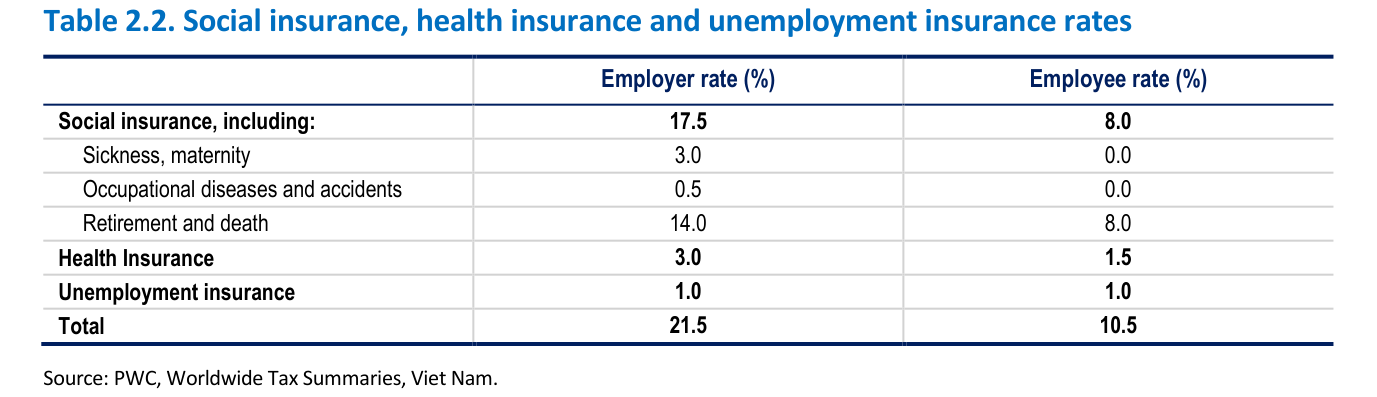 Table 2.2. Social insurance, health insurance and unemployment insurance rates
Employer rate (%) Employee rate (%)
Social insurance, including: 17.5 8.0
Sickness, maternity 3.0 0.0
Occupational diseases and accidents 0.5 0.0
Retirement and death 14.0 8.0
Health Insurance 3.0 1.5
Unemployment insurance 1.0 1.0
Total 21.5 10.5
Source: PWC, Worldwide Tax Summaries, Viet Nam.